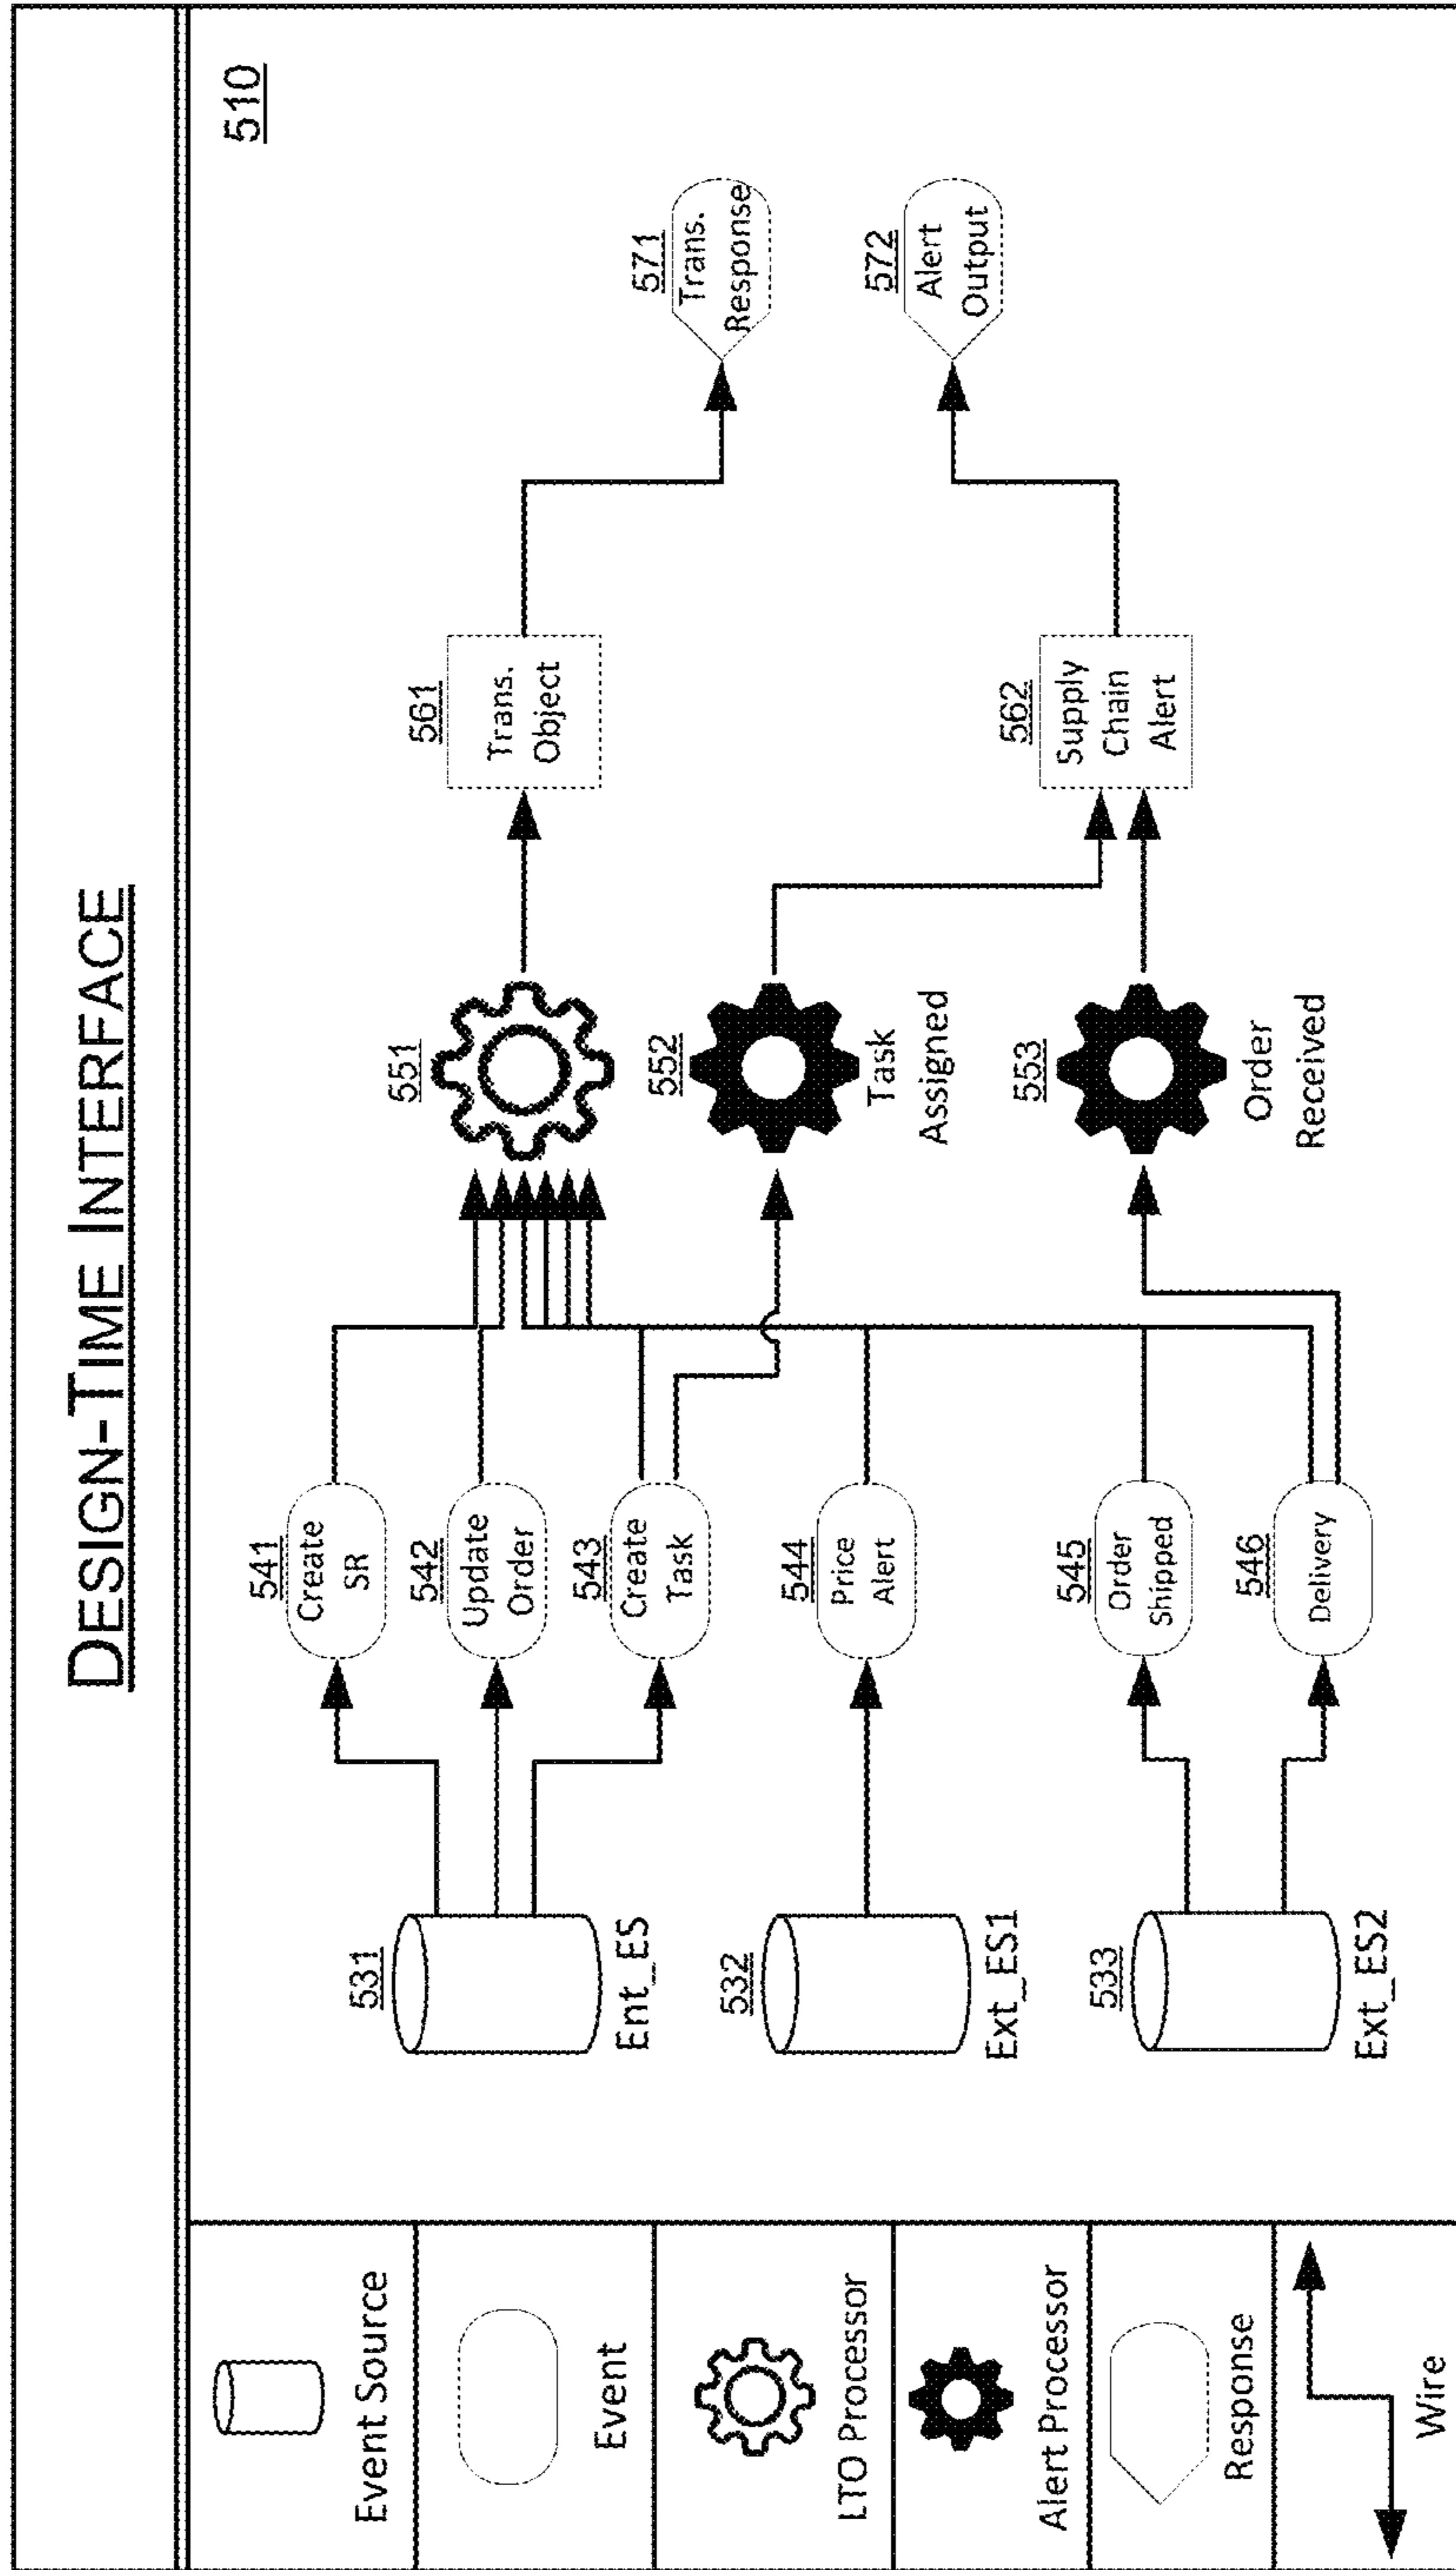 DESIGN-TIME INTERFACE
Event Source
Event
LTO Processor
Alert Processor
Response
Wire
510
531
Ent_ES
532
Ext_ES1
533
Ext_ES2
541
Create
SR
542
Update
Order
543
Create
Task
544
Price
Alert
545
Order
Shipped
546
Delivery
551
552
Task
Assigned
553
Order
Received
561
Trans.
Object
562
Supply
Chain
Alert
571
Trans.
Response
572
Alert
Output